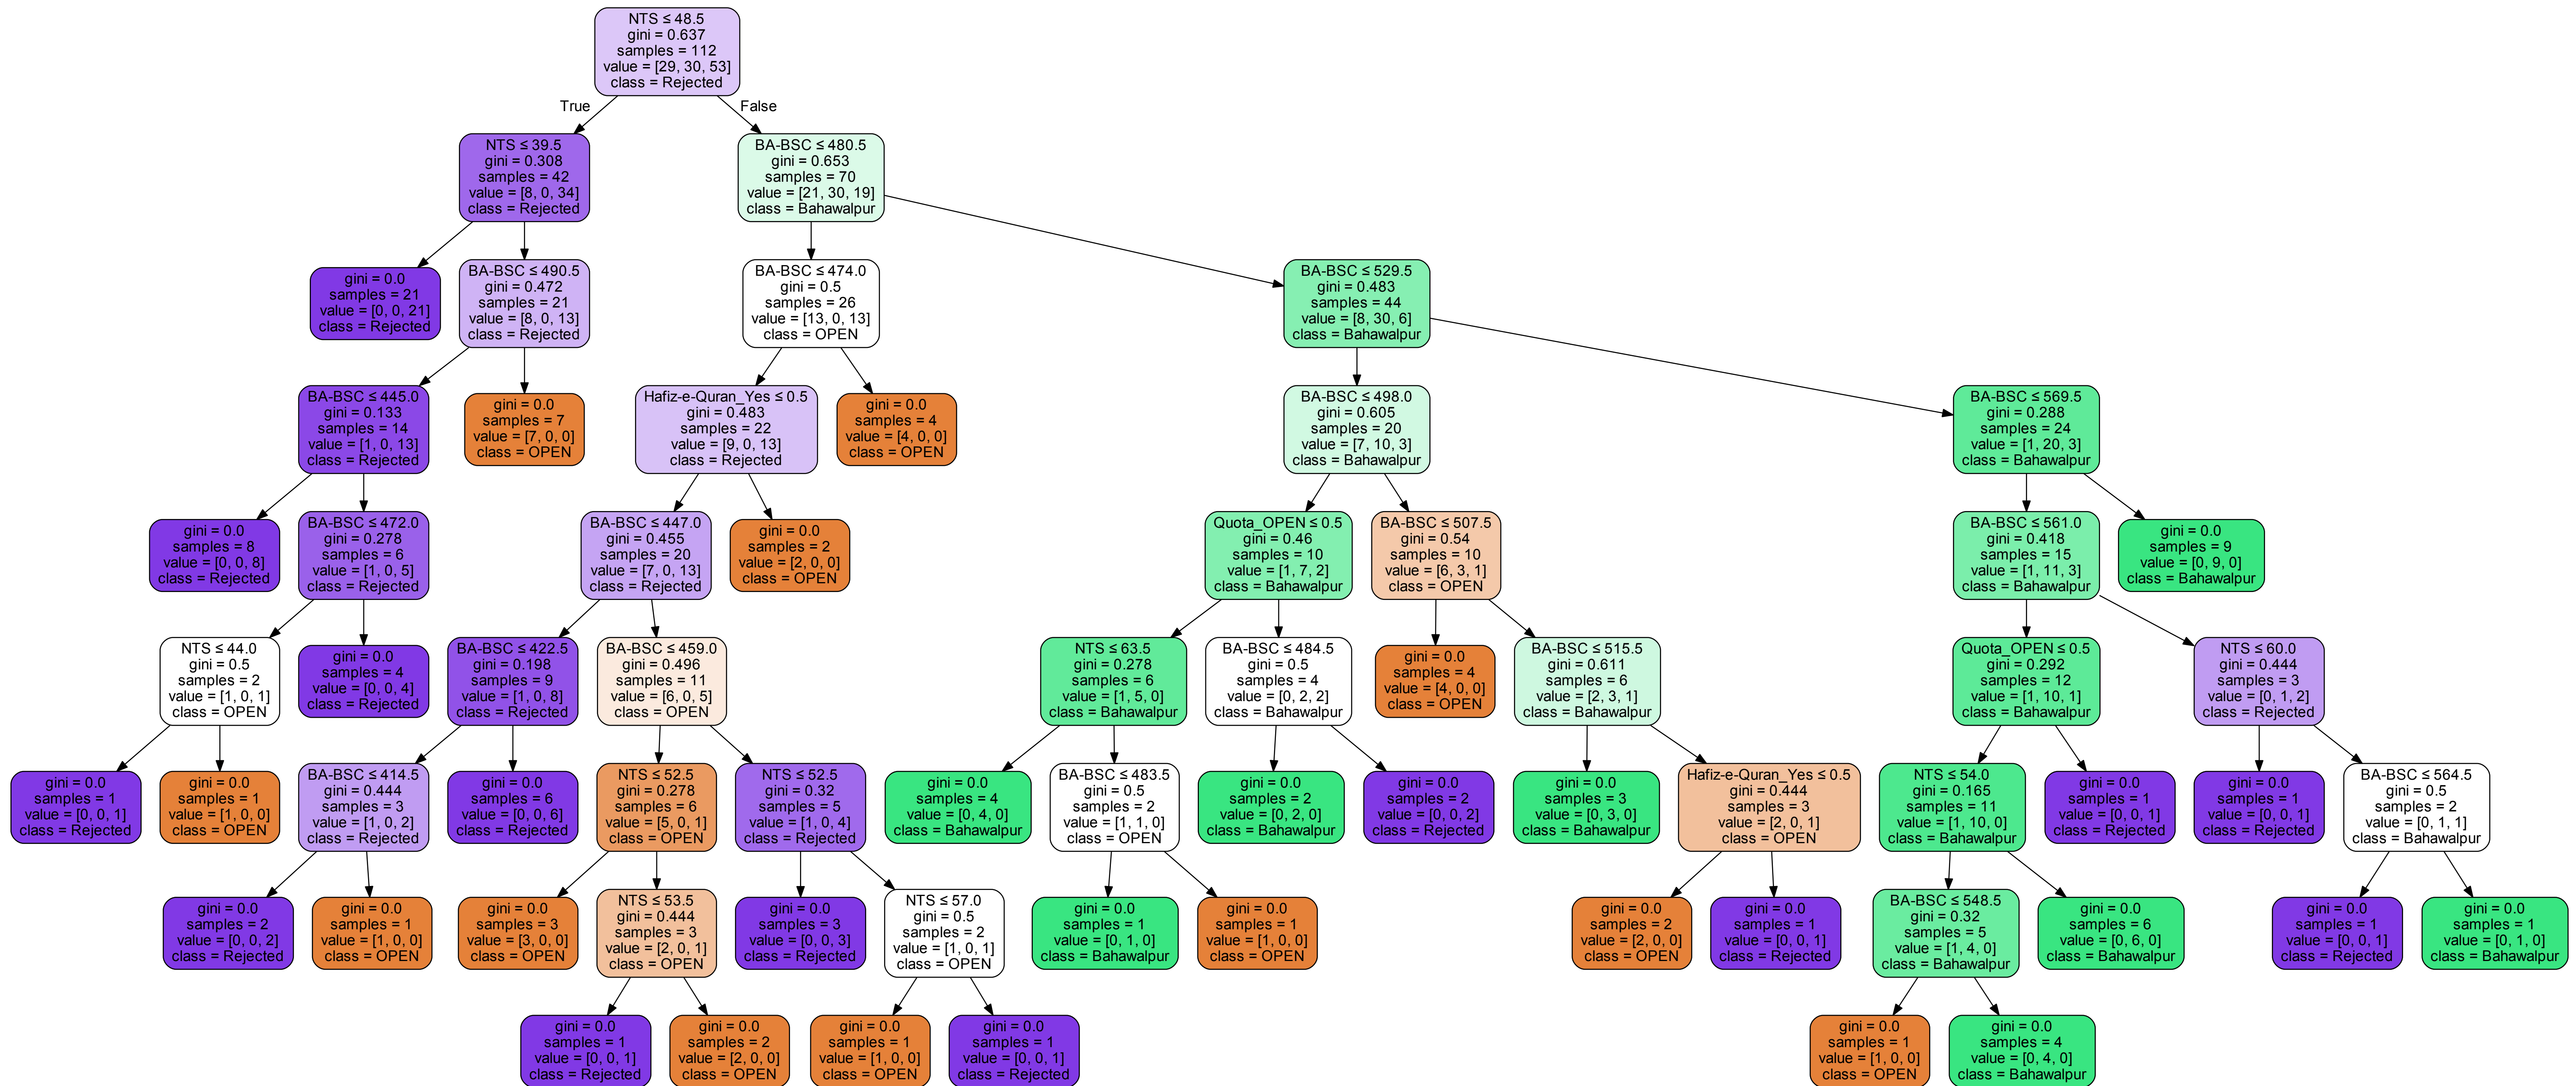 NTS ≤ 48.5
gini = 0.637
samples = 112
value = [29, 30, 53]
class = Rejected
True
False
NTS ≤ 39.5
gini = 0.308
samples = 42
value = [8, 0, 34]
class = Rejected
BA-BSC ≤ 480.5
gini = 0.653
samples = 70
value = [21, 30, 19]
class = Bahawalpur
gini = 0.0
samples = 21
value = [0, 0, 21]
class = Rejected
BA-BSC ≤ 490.5
gini = 0.472
samples = 21
value = [8, 0, 13]
class = Rejected
BA-BSC ≤ 474.0
gini = 0.5
samples = 26
value = [13, 0, 13]
class = OPEN
BA-BSC ≤ 529.5
gini = 0.483
samples = 44
value = [8, 30, 6]
class = Bahawalpur
BA-BSC ≤ 445.0
gini = 0.133
samples = 14
value = [1, 0, 13]
class = Rejected
gini = 0.0
samples = 7
value = [7, 0, 0]
class = OPEN
Hafiz-e-Quran_Yes ≤ 0.5
gini = 0.483
samples = 22
value = [9, 0, 13]
class = Rejected
gini = 0.0
samples = 4
value = [4, 0, 0]
class = OPEN
BA-BSC ≤ 498.0
gini = 0.605
samples = 20
value = [7, 10, 3]
class = Bahawalpur
BA-BSC ≤ 569.5
gini = 0.288
samples = 24
value = [1, 20, 3]
class = Bahawalpur
gini = 0.0
samples = 8
value = [0, 0, 8]
class = Rejected
BA-BSC ≤ 472.0
gini = 0.278
samples = 6
value = [1, 0, 5]
class = Rejected
BA-BSC ≤ 447.0
gini = 0.455
samples = 20
value = [7, 0, 13]
class = Rejected
gini = 0.0
samples = 2
value = [2, 0, 0]
class = OPEN
Quota_OPEN ≤ 0.5
gini = 0.46
samples = 10
value = [1, 7, 2]
class = Bahawalpur
BA-BSC ≤ 507.5
gini = 0.54
samples = 10
value = [6, 3, 1]
class = OPEN
BA-BSC ≤ 561.0
gini = 0.418
samples = 15
value = [1, 11, 3]
class = Bahawalpur
gini = 0.0
samples = 9
value = [0, 9, 0]
class = Bahawalpur
NTS ≤ 44.0
gini = 0.5
samples = 2
value = [1, 0, 1]
class = OPEN
gini = 0.0
samples = 4
value = [0, 0, 4]
class = Rejected
BA-BSC ≤ 422.5
gini = 0.198
samples = 9
value = [1, 0, 8]
class = Rejected
BA-BSC ≤ 459.0
gini = 0.496
samples = 11
value = [6, 0, 5]
class = OPEN
NTS ≤ 63.5
gini = 0.278
samples = 6
value = [1, 5, 0]
class = Bahawalpur
BA-BSC ≤ 484.5
gini = 0.5
samples = 4
value = [0, 2, 2]
class = Bahawalpur
gini = 0.0
samples = 4
value = [4, 0, 0]
class = OPEN
BA-BSC ≤ 515.5
gini = 0.611
samples = 6
value = [2, 3, 1]
class = Bahawalpur
Quota_OPEN ≤ 0.5
gini = 0.292
samples = 12
value = [1, 10, 1]
class = Bahawalpur
NTS ≤ 60.0
gini = 0.444
samples = 3
value = [0, 1, 2]
class = Rejected
gini = 0.0
samples = 1
value = [0, 0, 1]
class = Rejected
gini = 0.0
samples = 1
value = [1, 0, 0]
class = OPEN
BA-BSC ≤ 414.5
gini = 0.444
samples = 3
value = [1, 0, 2]
class = Rejected
gini = 0.0
samples = 6
value = [0, 0, 6]
class = Rejected
NTS ≤ 52.5
gini = 0.278
samples = 6
value = [5, 0, 1]
class = OPEN
NTS ≤ 52.5
gini = 0.32
samples = 5
value = [1, 0, 4]
class = Rejected
gini = 0.0
samples = 4
value = [0, 4, 0]
class = Bahawalpur
BA-BSC ≤ 483.5
gini = 0.5
samples = 2
value = [1, 1, 0]
class = OPEN
gini = 0.0
samples = 2
value = [0, 2, 0]
class = Bahawalpur
gini = 0.0
samples = 2
value = [0, 0, 2]
class = Rejected
gini = 0.0
samples = 3
value = [0, 3, 0]
class = Bahawalpur
Hafiz-e-Quran_Yes ≤ 0.5
gini = 0.444
samples = 3
value = [2, 0, 1]
class = OPEN
NTS ≤ 54.0
gini = 0.165
samples = 11
value = [1, 10, 0]
class = Bahawalpur
gini = 0.0
samples = 1
value = [0, 0, 1]
class = Rejected
gini = 0.0
samples = 1
value = [0, 0, 1]
class = Rejected
BA-BSC ≤ 564.5
gini = 0.5
samples = 2
value = [0, 1, 1]
class = Bahawalpur
gini = 0.0
samples = 2
value = [0, 0, 2]
class = Rejected
gini = 0.0
samples = 1
value = [1, 0, 0]
class = OPEN
gini = 0.0
samples = 3
value = [3, 0, 0]
class = OPEN
NTS ≤ 53.5
gini = 0.444
samples = 3
value = [2, 0, 1]
class = OPEN
gini = 0.0
samples = 3
value = [0, 0, 3]
class = Rejected
NTS ≤ 57.0
gini = 0.5
samples = 2
value = [1, 0, 1]
class = OPEN
gini = 0.0
samples = 1
value = [0, 1, 0]
class = Bahawalpur
gini = 0.0
samples = 1
value = [1, 0, 0]
class = OPEN
gini = 0.0
samples = 2
value = [2, 0, 0]
class = OPEN
gini = 0.0
samples = 1
value = [0, 0, 1]
class = Rejected
BA-BSC ≤ 548.5
gini = 0.32
samples = 5
value = [1, 4, 0]
class = Bahawalpur
gini = 0.0
samples = 6
value = [0, 6, 0]
class = Bahawalpur
gini = 0.0
samples = 1
value = [0, 0, 1]
class = Rejected
gini = 0.0
samples = 1
value = [0, 1, 0]
class = Bahawalpur
gini = 0.0
samples = 1
value = [0, 0, 1]
class = Rejected
gini = 0.0
samples = 2
value = [2, 0, 0]
class = OPEN
gini = 0.0
samples = 1
value = [1, 0, 0]
class = OPEN
gini = 0.0
samples = 1
value = [0, 0, 1]
class = Rejected
gini = 0.0
samples = 1
value = [1, 0, 0]
class = OPEN
gini = 0.0
samples = 4
value = [0, 4, 0]
class = Bahawalpur